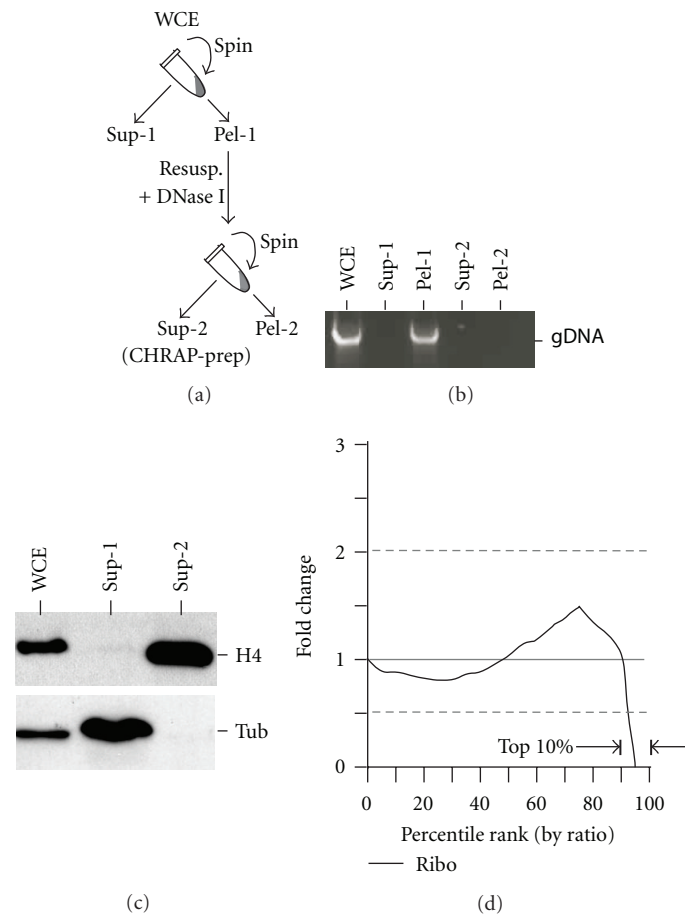 WCE
Spin
Sup-1
Pel-1
Resusp.
+ DNase I
Spin
Sup-2
Pel-2
(CHRAP-prep)
(a)
WCE
Sup-1
Pel-1
Sup-2
Pel-2
gDNA
(b)
WCE
Sup-1
Sup-2
H4
Tub
(c)
3
2
1
0
Fold change
Top 10%
0 20 40 60 80 100
Percentile rank (by ratio)
Ribo
(d)